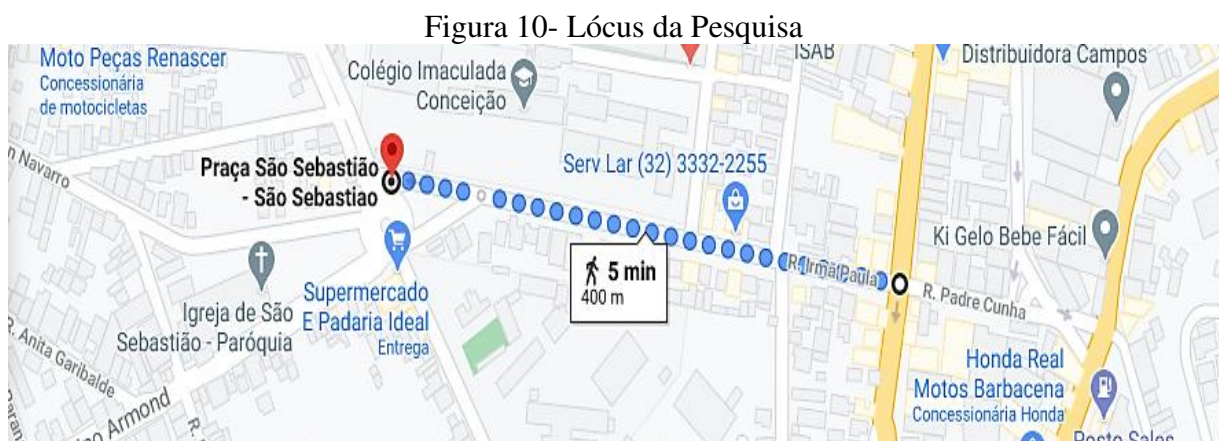 Figura 10- Lócus da Pesquisa
Moto Peças Renascer
Concessionária
de motocicletas
Colégio Imaculada
Conceição
ISAB
Distribuidora Campos
Navarro
Praça São Sebastião
- São Sebastiao
Serv Lar (32) 3332-2255
Ki Gelo Bebe Fácil
5 min
400 m
R. Irmã Paula
R. Padre Cunha
Igreja de São
Sebastião - Paróquia
Supermercado
E Padaria Ideal
Entrega
R. Anita Garibalde
Armond
Honda Real
Motos Barbacena
Concessionária Honda
Posto Sales